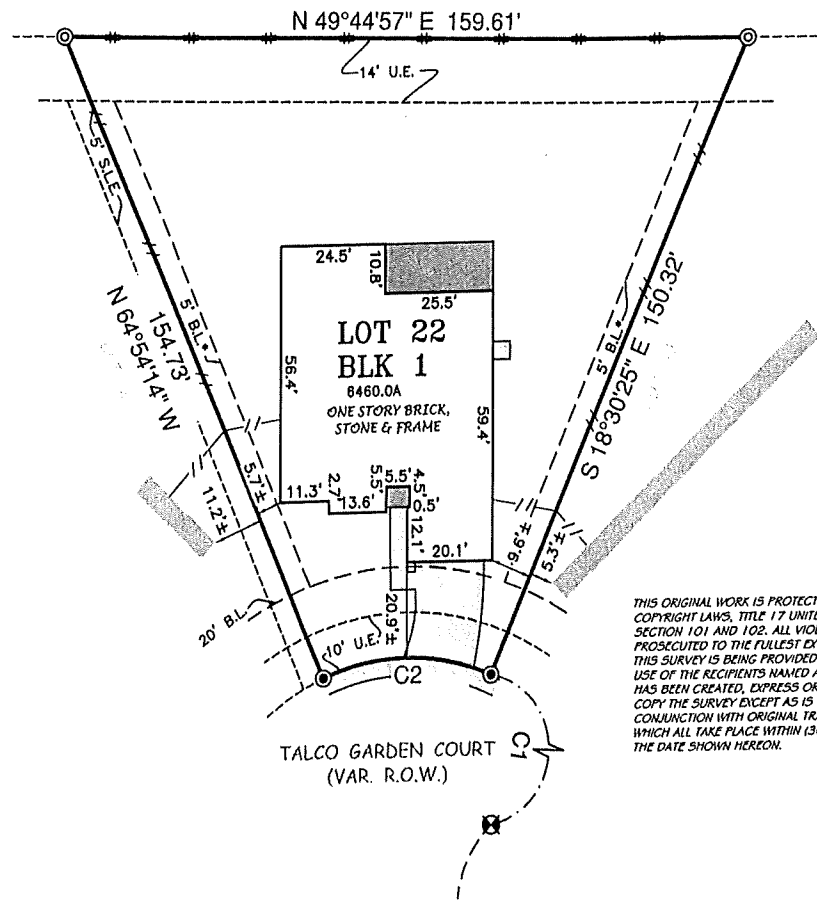 N 49°44'57" E 159.61'
14' U.E.
5' S.L.E.
5' B.L.*
N 64°54'14" W
154.73'
24.5'
10.8'
25.5'
LOT 22
BLK 1
6460.0A
ONE STORY BRICK,
STONE & FRAME
56.4'
59.4'
5' B.L.*
S 18°30'25" E 150.32'
5.7'±
11.2'±
11.3'
2.7'
13.6'
5.5'
5.5'
4.5'
0.5'
12.1'
20.1'
9.6'±
5.3'±
20' B.L.
20.9'±
10' U.E.
C2
TALCO GARDEN COURT
(VAR. R.O.W.)
C1
THIS ORIGINAL WORK IS PROTECT
COPYRIGHT LAWS, TITLE 17 UNITE
SECTION 101 AND 102. ALL VIOL
PROSECUTED TO THE FULLEST EX
THIS SURVEY IS BEING PROVIDED
USE OF THE RECIPIENTS NAMED A
HAS BEEN CREATED, EXPRESS OR
COPY THE SURVEY EXCEPT AS IS
CONJUNCTION WITH ORIGINAL TR
WHICH ALL TAKE PLACE WITHIN (3
THE DATE SHOWN HEREON.